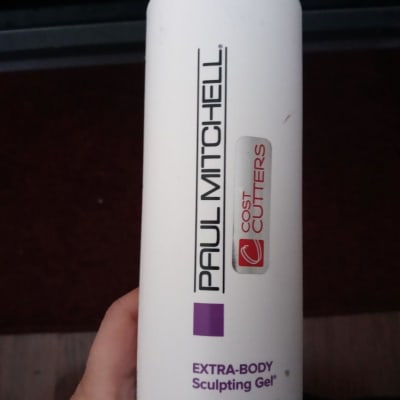 PAUL MITCHELL®
COST
CUTTERS
EXTRA-BODY
Sculpting Gel®